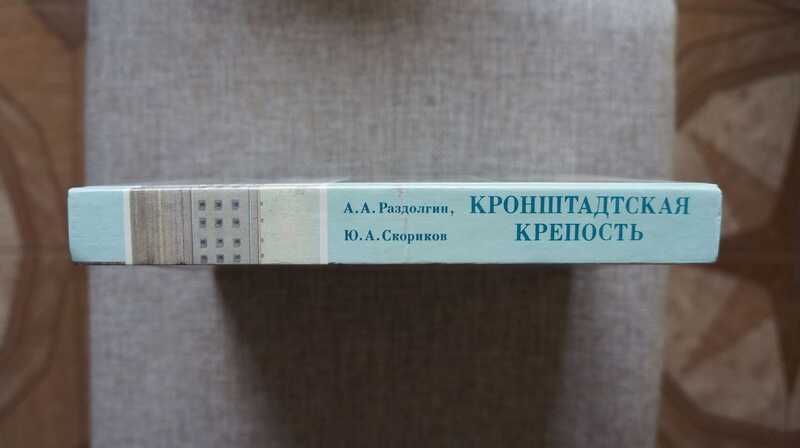 А. А. Раздолгин,
Ю. А. Скориков
КРОНШТАДТСКАЯ
КРЕПОСТЬ